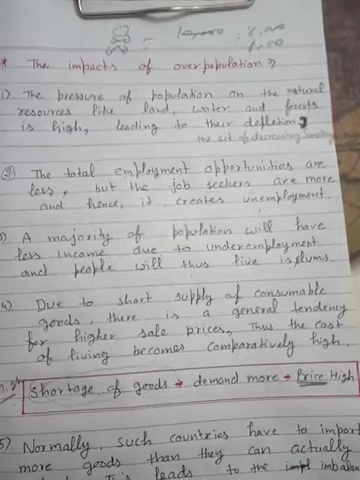 * The impacts of overpopulation ⇒
1) The pressure of population on the natural
resources like land, water and forests
is high, leading to their depletion
the act of decreasing
2) The total employment opportunities are
less, but the job seekers are more
and hence, it creates unemployment.
3) A majority of population will have
less income due to underemployment
and people will thus live in slums.
4) Due to short supply of consumable
goods, there is a general tendency
for higher sale prices, Thus the cost
of living becomes comparatively high.
Shortage of goods → demand more → Price High
5) Normally, such countries have to import
more goods than they can actually
This leads to the imbalan